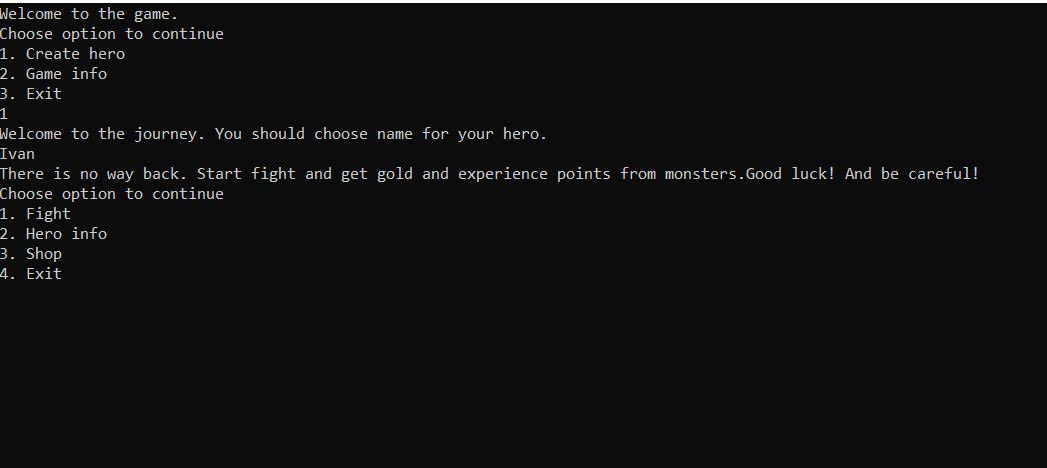 Welcome to the game.
Choose option to continue
1. Create hero
2. Game info
3. Exit
1
Welcome to the journey. You should choose name for your hero.
Ivan
There is no way back. Start fight and get gold and experience points from monsters.Good luck! And be careful!
Choose option to continue
1. Fight
2. Hero info
3. Shop
4. Exit